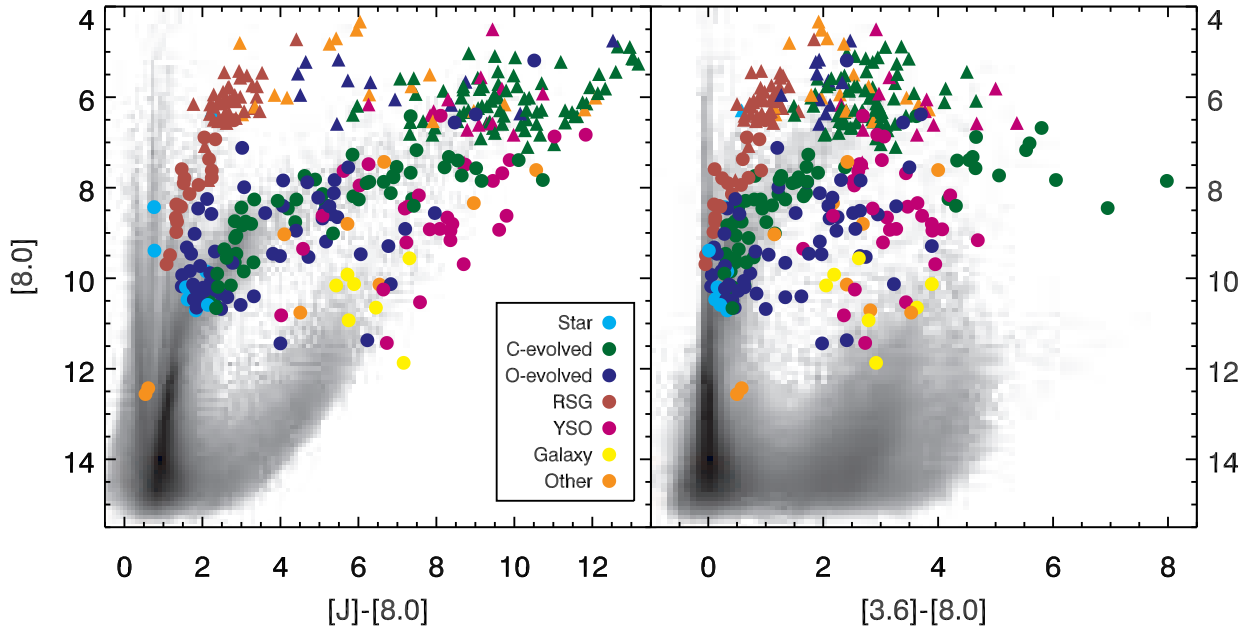 4 4
6 6
8 8
10 10
12 12
14 14
[8.0]
Star
C-evolved
O-evolved
RSG
YSO
Galaxy
Other
0 2 4 6 8 10 12 0 2 4 6 8
[J]-[8.0] [3.6]-[8.0]